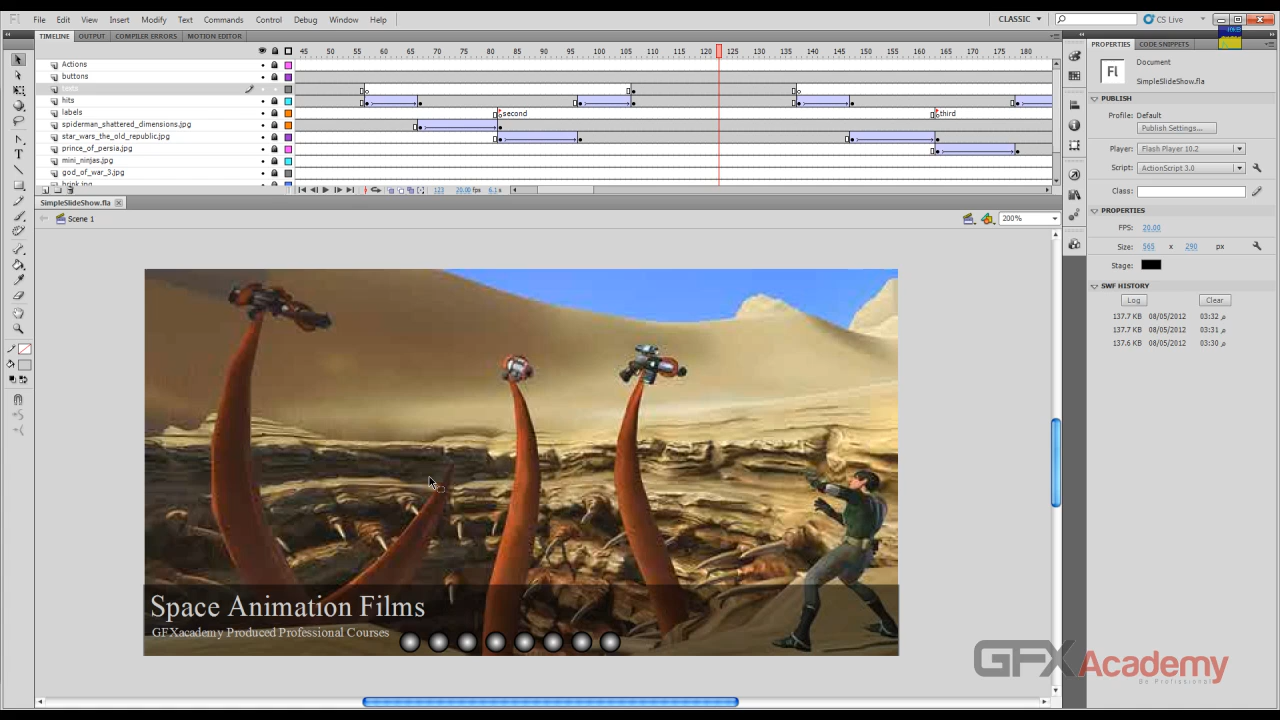 Fl File Edit View Insert Modify Text Commands Control Debug Window Help CLASSIC CS Live
TIMELINE OUTPUT COMPILER ERRORS MOTION EDITOR
45 50 55 60 65 70 75 80 85 90 95 100 105 110 115 120 125 130 135 140 145 150 155 160 165 170 175 180
Actions
buttons
texts
hits
labels second third
spiderman_shattered_dimensions.jpg
star_wars_the_old_republic.jpg
prince_of_persia.jpg
mini_ninjas.jpg
god_of_war_3.jpg
brink.jpg
123 20.00 fps 6.1 s
SimpleSlideShow.fla
Scene 1 200%
Space Animation Films
GFXacademy Produced Professional Courses
PROPERTIES CODE SNIPPETS
Fl Document
SimpleSlideShow.fla
PUBLISH
Profile: Default
Publish Settings...
Player: Flash Player 10.2
Script: ActionScript 3.0
Class:
PROPERTIES
FPS: 20.00
Size: 565 x 290 px
Stage:
SWF HISTORY
Log Clear
137.7 KB 08/05/2012 03:32 م
137.7 KB 08/05/2012 03:31 م
137.6 KB 08/05/2012 03:30 م
GFX Academy
Be Professional